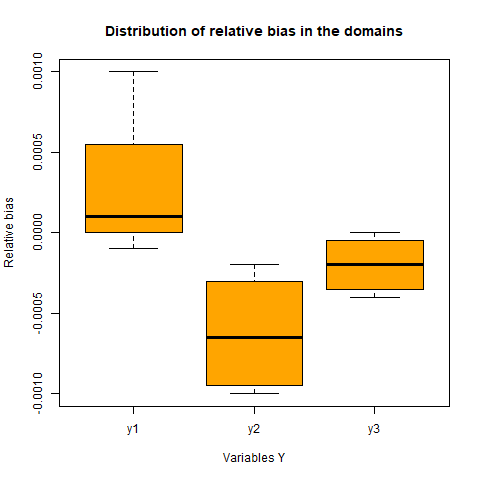 Distribution of relative bias in the domains
Relative bias
0.0010
0.0005
0.0000
-0.0005
-0.0010
y1 y2 y3
Variables Y